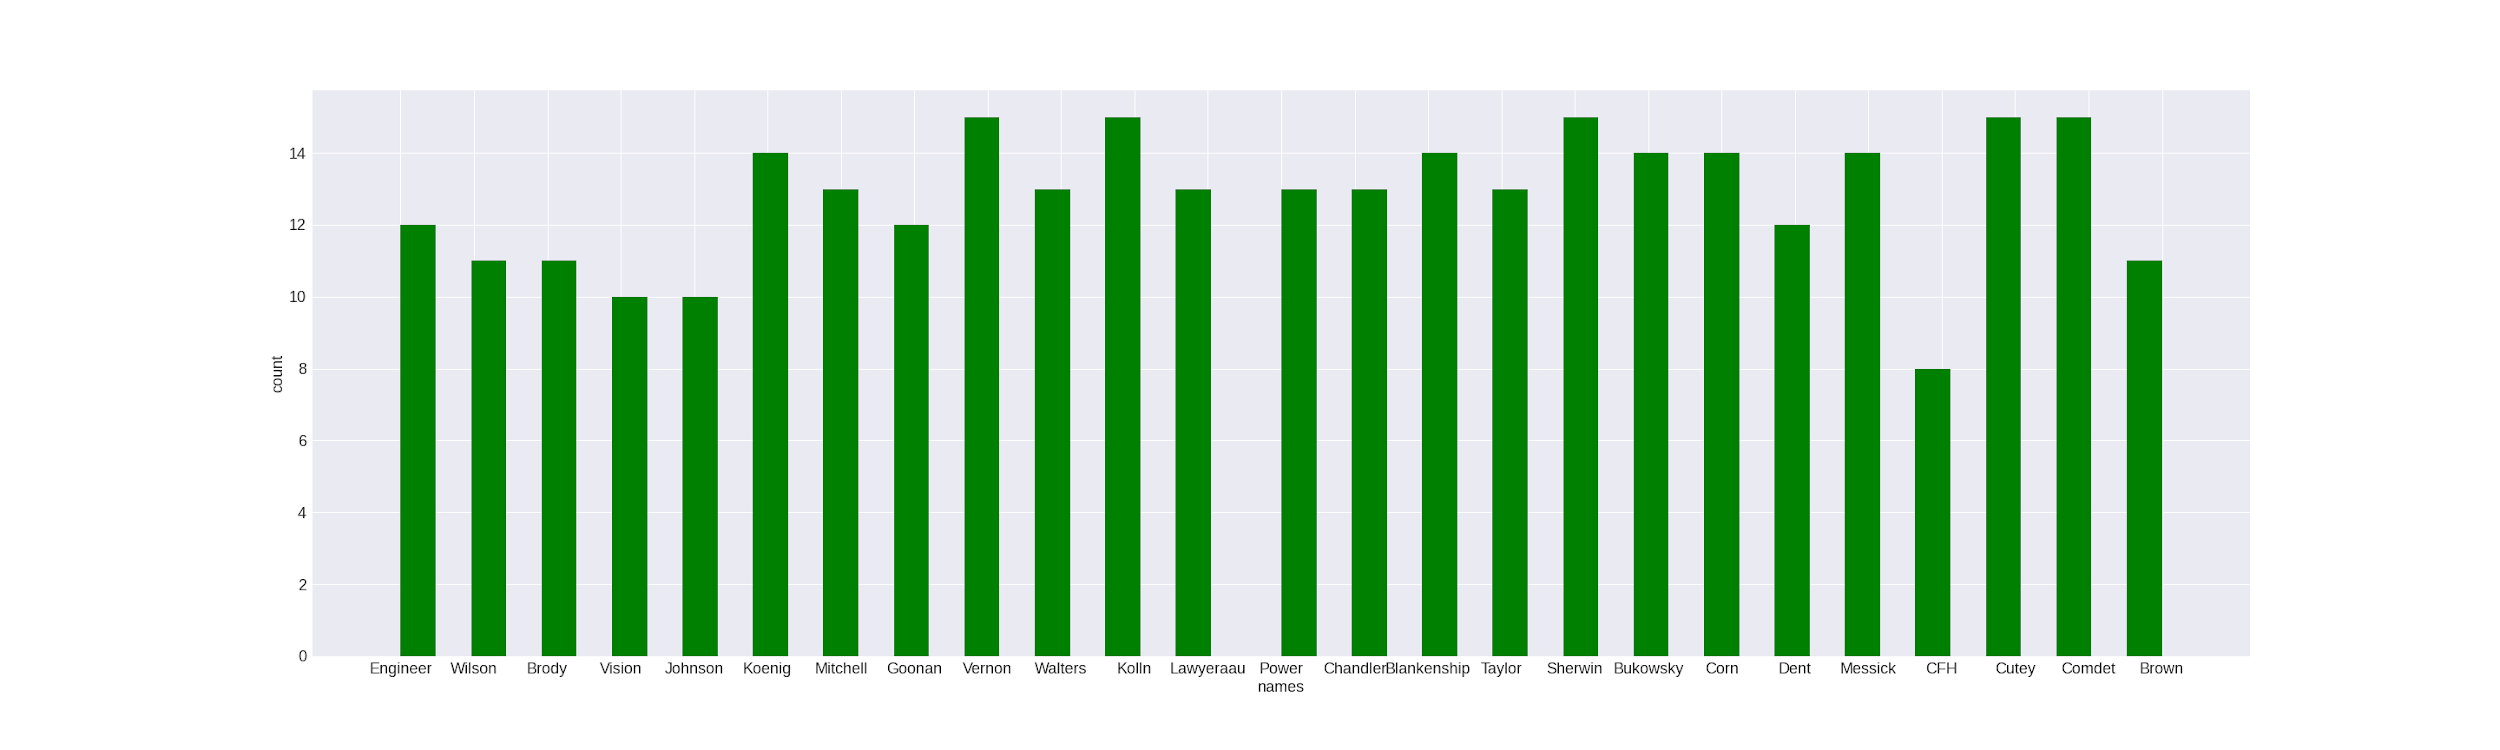 14
12
10
8
6
4
2
0
count
Engineer Wilson Brody Vision Johnson Koenig Mitchell Goonan Vernon Walters Kolln Lawyeraau Power Chandler Blankenship Taylor Sherwin Bukowsky Corn Dent Messick CFH Cutey Comdet Brown
names